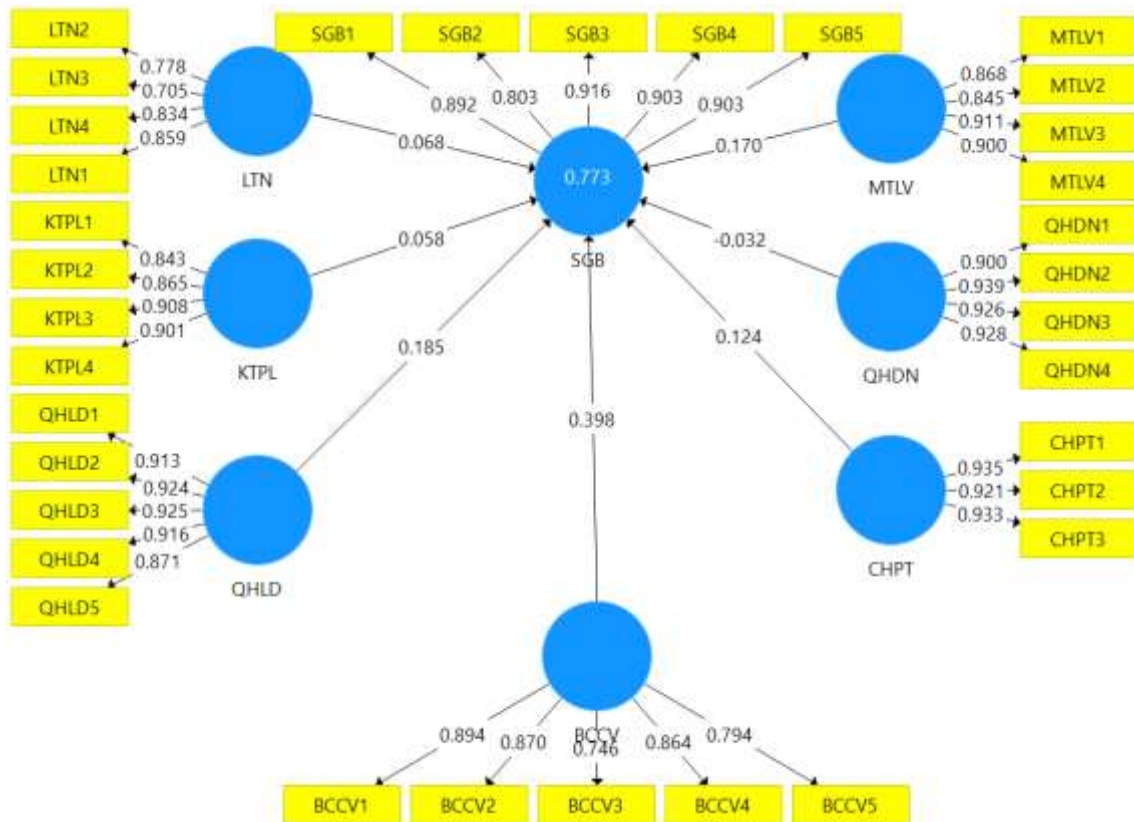 LTN2
LTN3
LTN4
LTN1
0.778
0.705
0.834
0.859
LTN
SGB1
SGB2
SGB3
SGB4
SGB5
0.892
0.803
0.916
0.903
0.903
0.773
SGB
MTLV1
MTLV2
MTLV3
MTLV4
0.868
0.845
0.911
0.900
MTLV
0.068
0.170
KTPL1
KTPL2
KTPL3
KTPL4
0.843
0.865
0.908
0.901
KTPL
0.058
-0.032
QHDN1
QHDN2
QHDN3
QHDN4
0.900
0.939
0.926
0.928
QHDN
0.185
0.124
0.398
QHLD1
QHLD2
QHLD3
QHLD4
QHLD5
0.913
0.924
0.925
0.916
0.871
QHLD
CHPT1
CHPT2
CHPT3
0.935
0.921
0.933
CHPT
BCCV
0.894
0.870
0.746
0.864
0.794
BCCV1
BCCV2
BCCV3
BCCV4
BCCV5